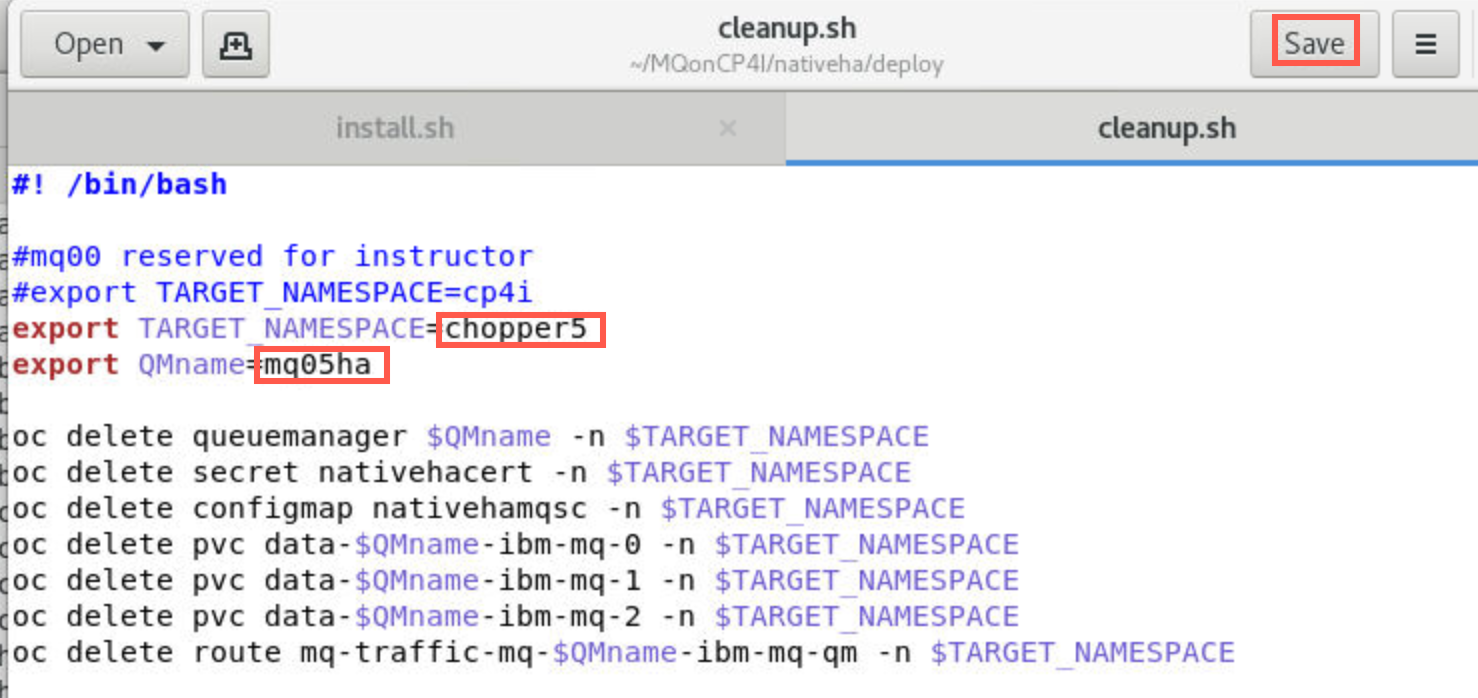 Open
cleanup.sh
~/MQonCP4I/nativeha/deploy
Save
install.sh
cleanup.sh
#! /bin/bash
#mq00 reserved for instructor
#export TARGET_NAMESPACE=cp4i
export TARGET_NAMESPACE=chopper5
export QMname=mq05ha
oc delete queuemanager $QMname -n $TARGET_NAMESPACE
oc delete secret nativehacert -n $TARGET_NAMESPACE
oc delete configmap nativehamqsc -n $TARGET_NAMESPACE
oc delete pvc data-$QMname-ibm-mq-0 -n $TARGET_NAMESPACE
oc delete pvc data-$QMname-ibm-mq-1 -n $TARGET_NAMESPACE
oc delete pvc data-$QMname-ibm-mq-2 -n $TARGET_NAMESPACE
oc delete route mq-traffic-mq-$QMname-ibm-mq-qm -n $TARGET_NAMESPACE